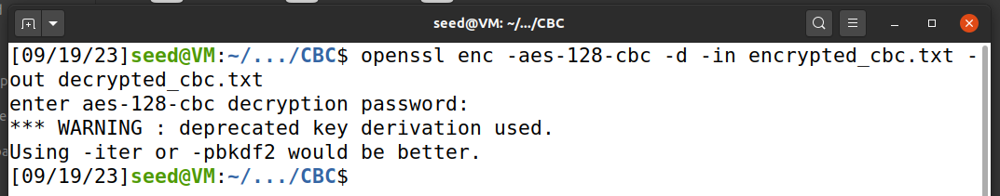 seed@VM: ~/.../CBC
[09/19/23]seed@VM:~/.../CBC$ openssl enc -aes-128-cbc -d -in encrypted_cbc.txt -
out decrypted_cbc.txt
enter aes-128-cbc decryption password:
*** WARNING : deprecated key derivation used.
Using -iter or -pbkdf2 would be better.
[09/19/23]seed@VM:~/.../CBC$